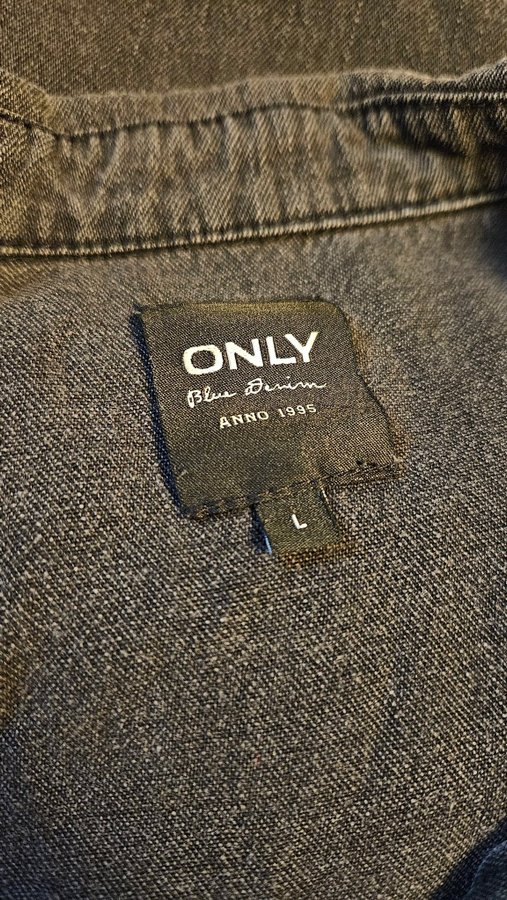 ONLY
Blue Denim
ANNO 1995
L